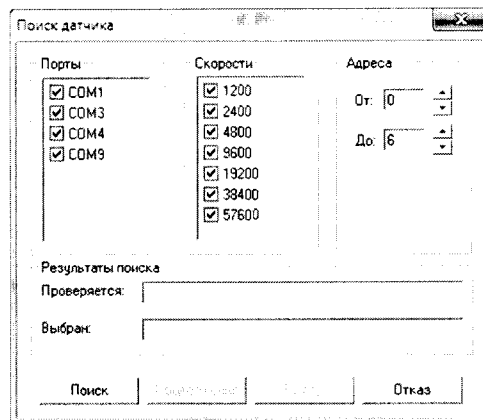 Поиск датчика
Порты
COM1
COM3
COM4
COM9
Скорости
1200
2400
4800
9600
19200
38400
57600
Адреса
От: 0
До: 6
Результаты поиска
Проверяется:
Выбран:
Поиск
Отказ